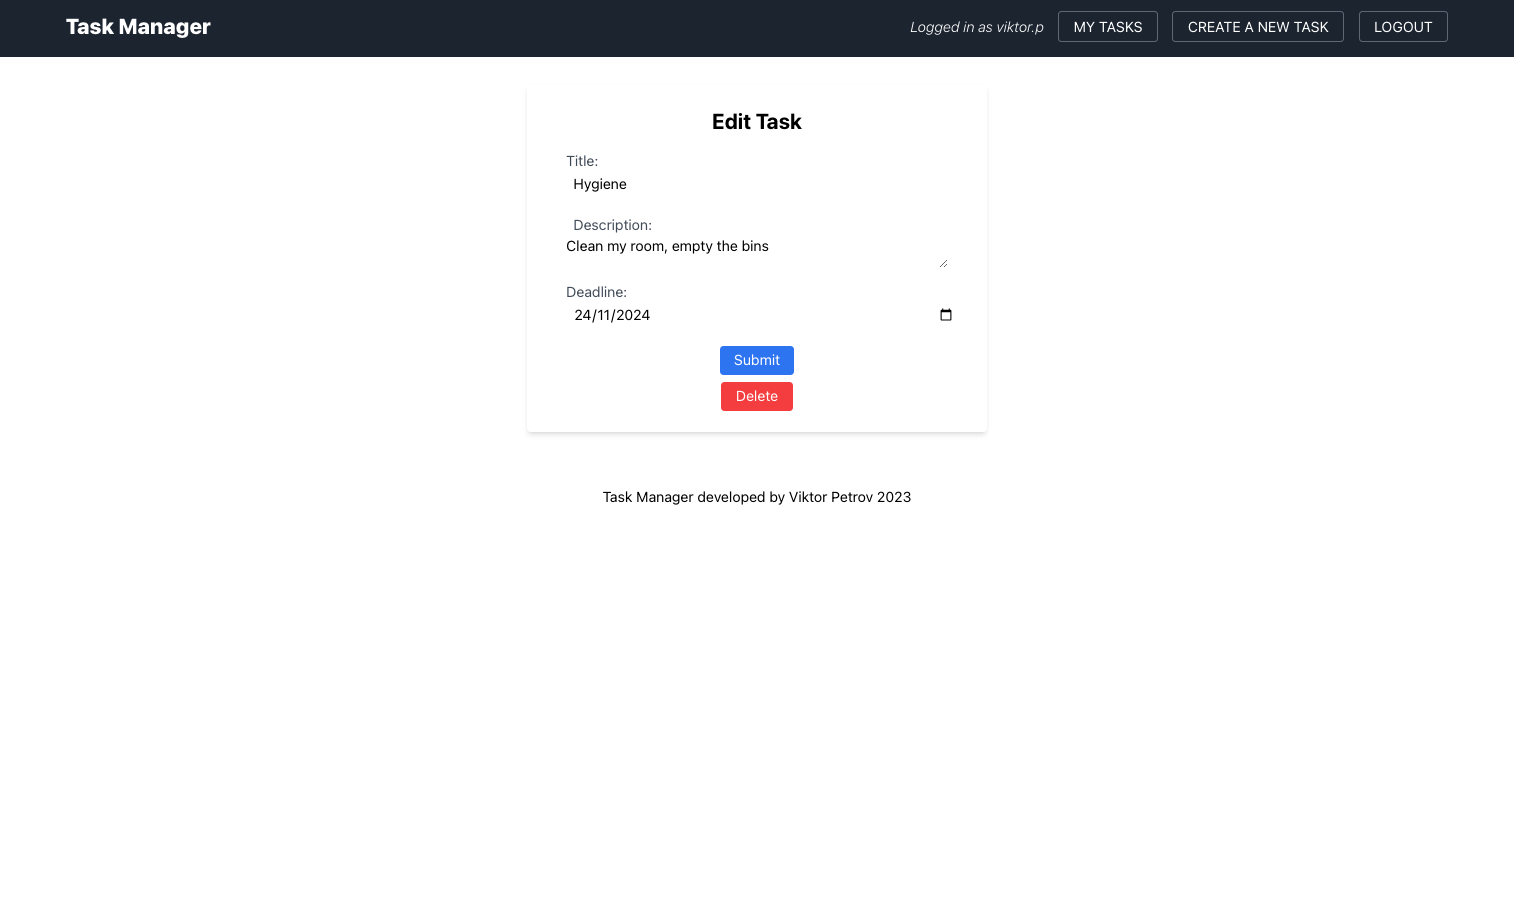 Task Manager
Logged in as viktor.p
MY TASKS
CREATE A NEW TASK
LOGOUT
Edit Task
Title:
Hygiene
Description:
Clean my room, empty the bins
Deadline:
24/11/2024
Submit
Delete
Task Manager developed by Viktor Petrov 2023